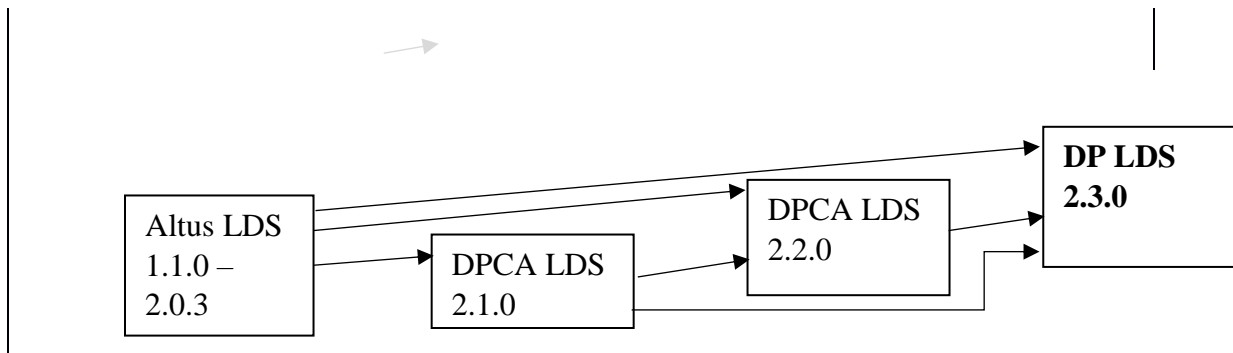 Altus LDS
1.1.0 –
2.0.3
DPCA LDS
2.1.0
DPCA LDS
2.2.0
DP LDS
2.3.0